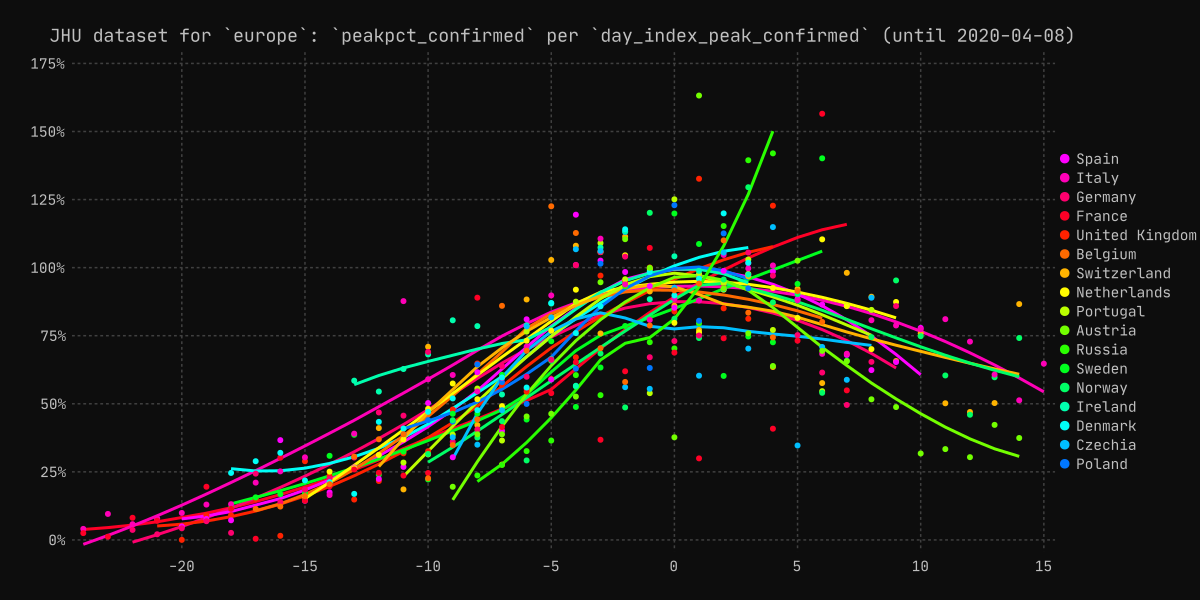 JHU dataset for `europe`: `peakpct_confirmed` per `day_index_peak_confirmed` (until 2020-04-08)
175%
150%
125%
100%
75%
50%
25%
0%
-20 -15 -10 -5 0 5 10 15
Spain
Italy
Germany
France
United Kingdom
Belgium
Switzerland
Netherlands
Portugal
Austria
Russia
Sweden
Norway
Ireland
Denmark
Czechia
Poland